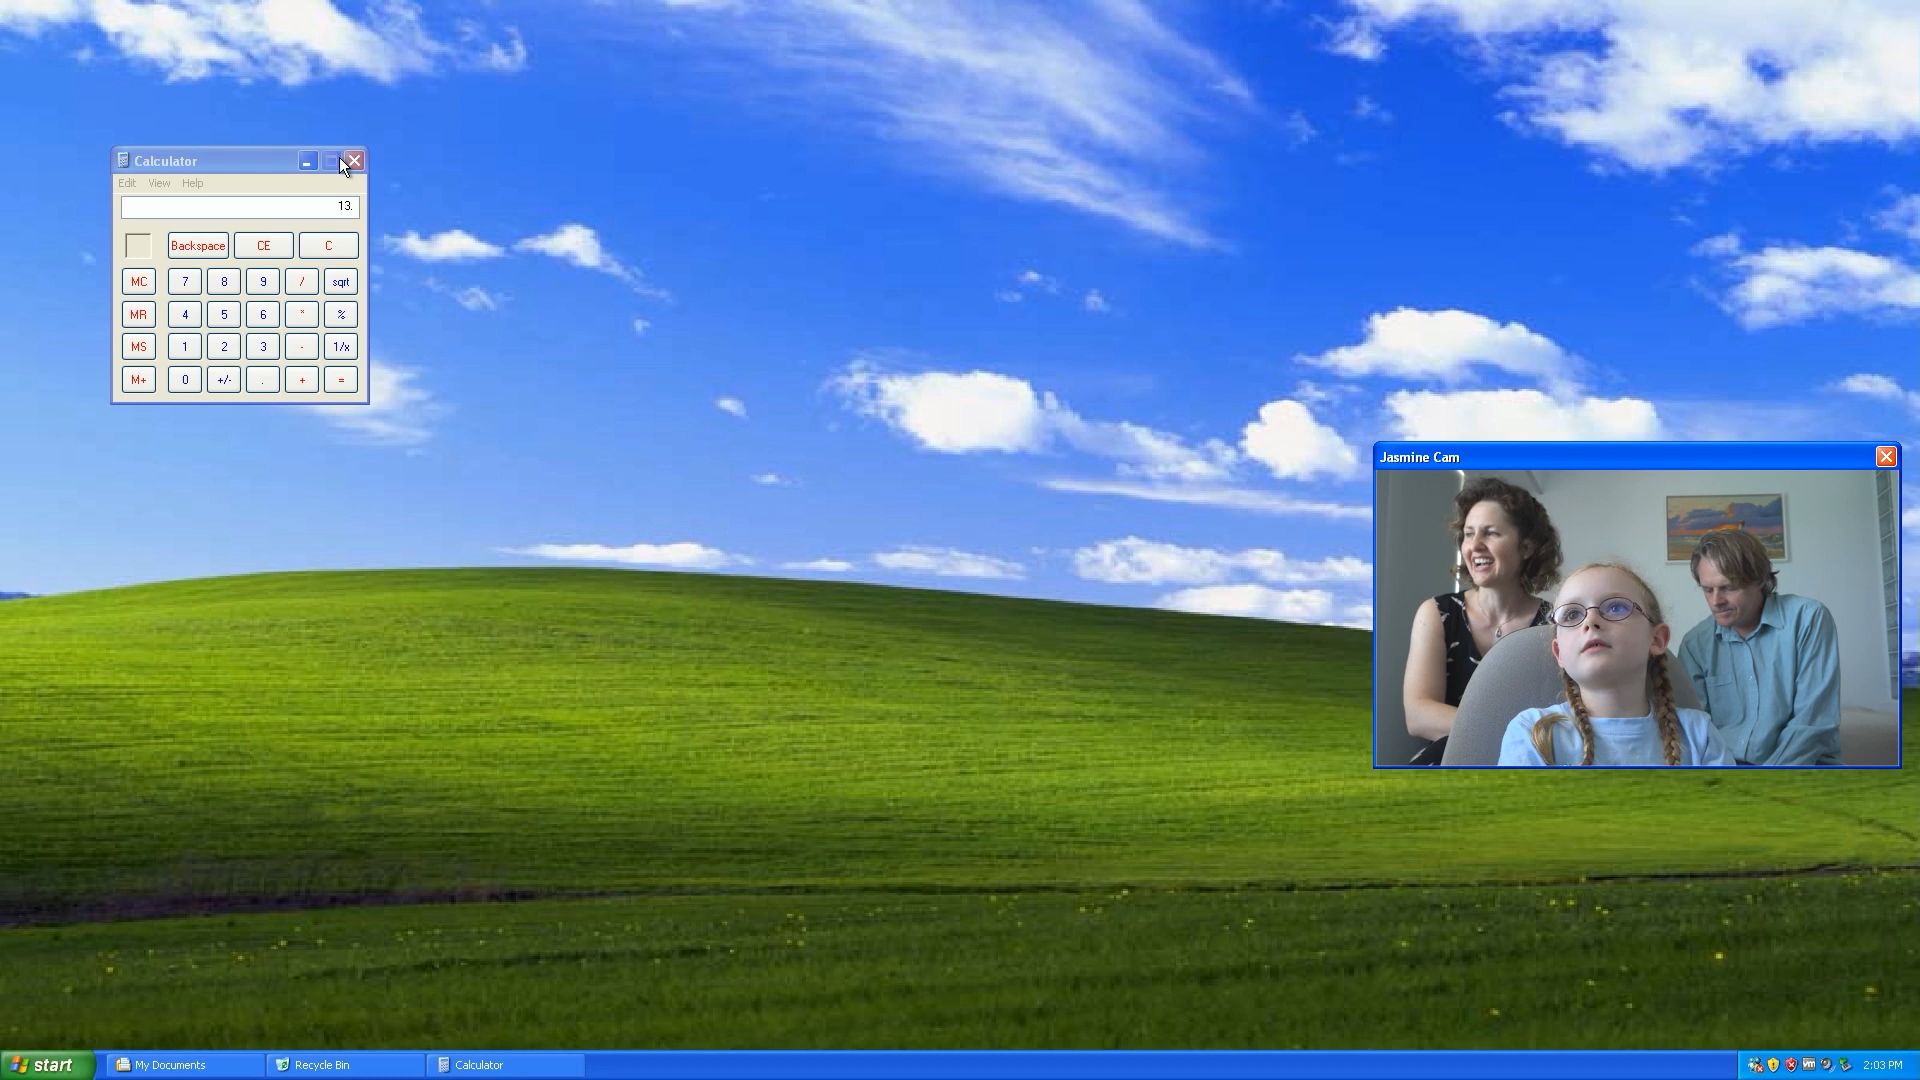 Calculator
Edit View Help
13.
Backspace CE C
MC 7 8 9 / sqrt
MR 4 5 6 * %
MS 1 2 3 - 1/x
M+ 0 +/- . + =
Jasmine Cam
start My Documents Recycle Bin Calculator vm 2:03 PM